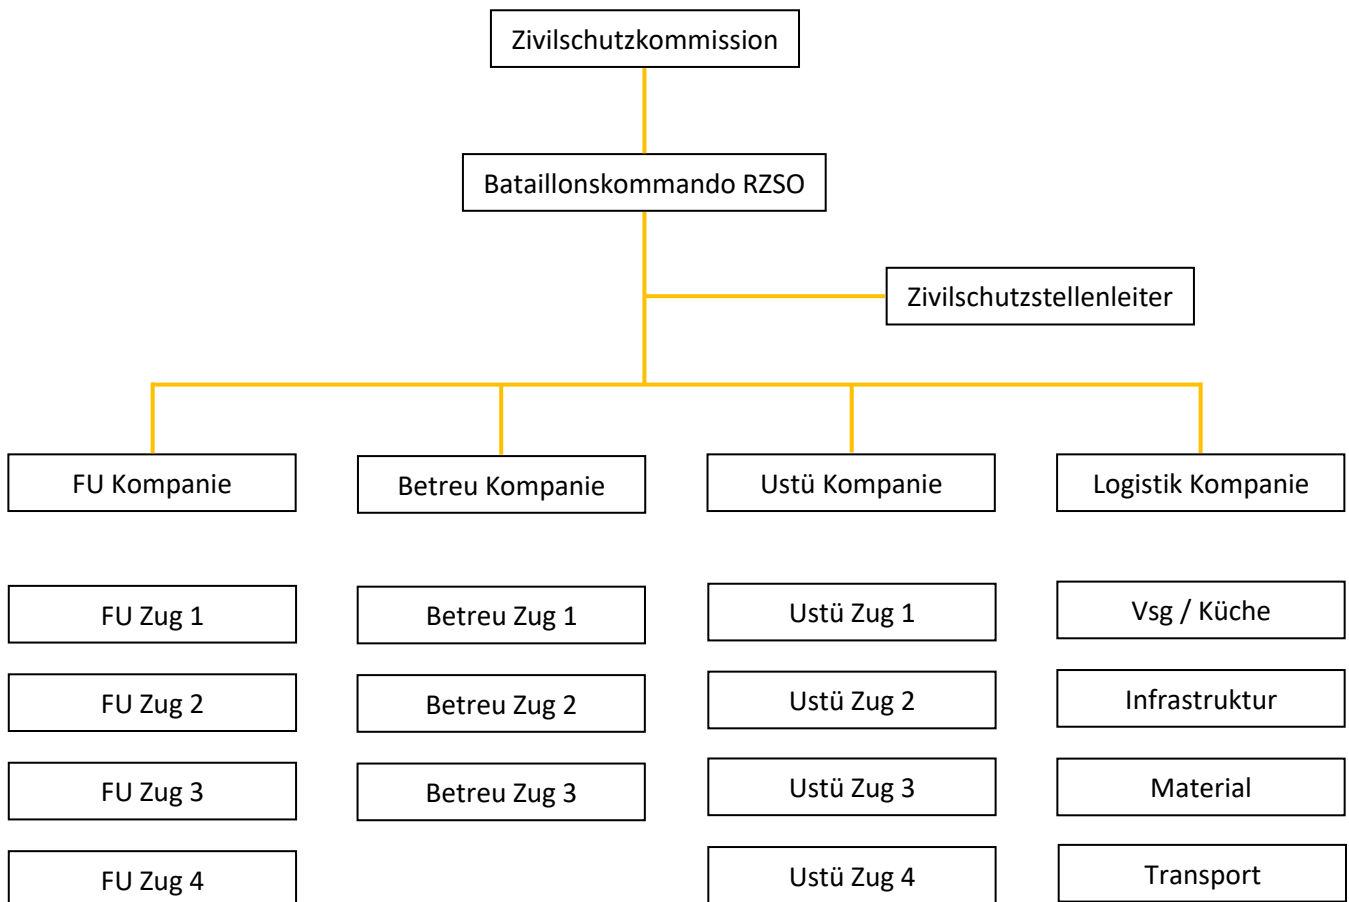 Zivilschutzkommission
Bataillonskommando RZSO
Zivilschutzstellenleiter
FU Kompanie
Betreu Kompanie
Ustü Kompanie
Logistik Kompanie
FU Zug 1
Betreu Zug 1
Ustü Zug 1
Vsg / Küche
FU Zug 2
Betreu Zug 2
Ustü Zug 2
Infrastruktur
FU Zug 3
Betreu Zug 3
Ustü Zug 3
Material
FU Zug 4
Ustü Zug 4
Transport